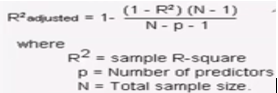 R²adjusted = 1- (1 - R²) (N - 1)
N - p - 1
where
R² = sample R-square
p = Number of predictors
N = Total sample size.